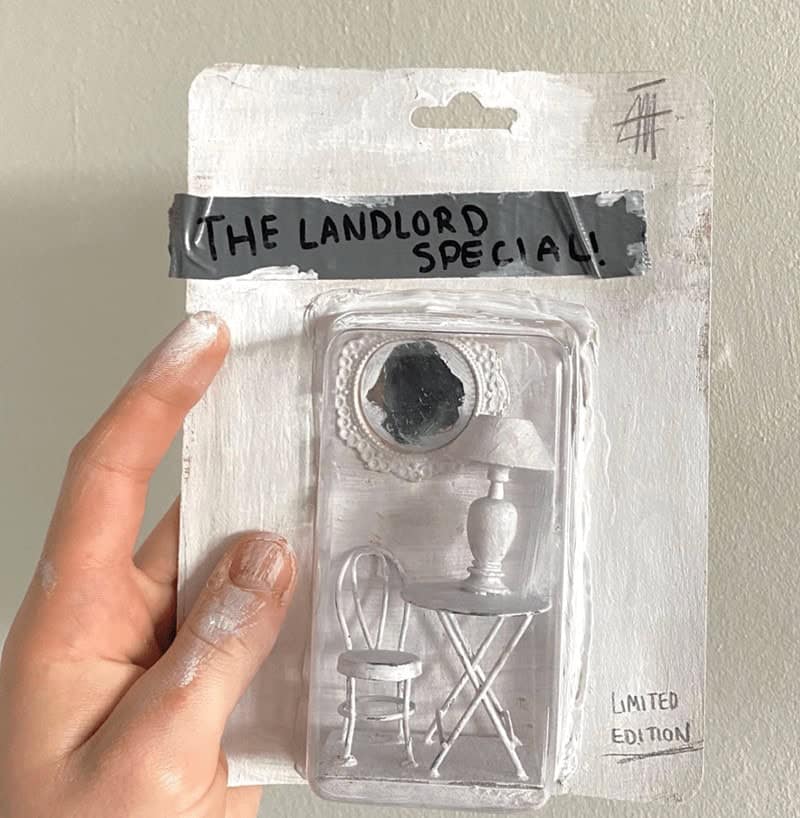 THE LANDLORD
SPECIAL!
LIMITED
EDITION